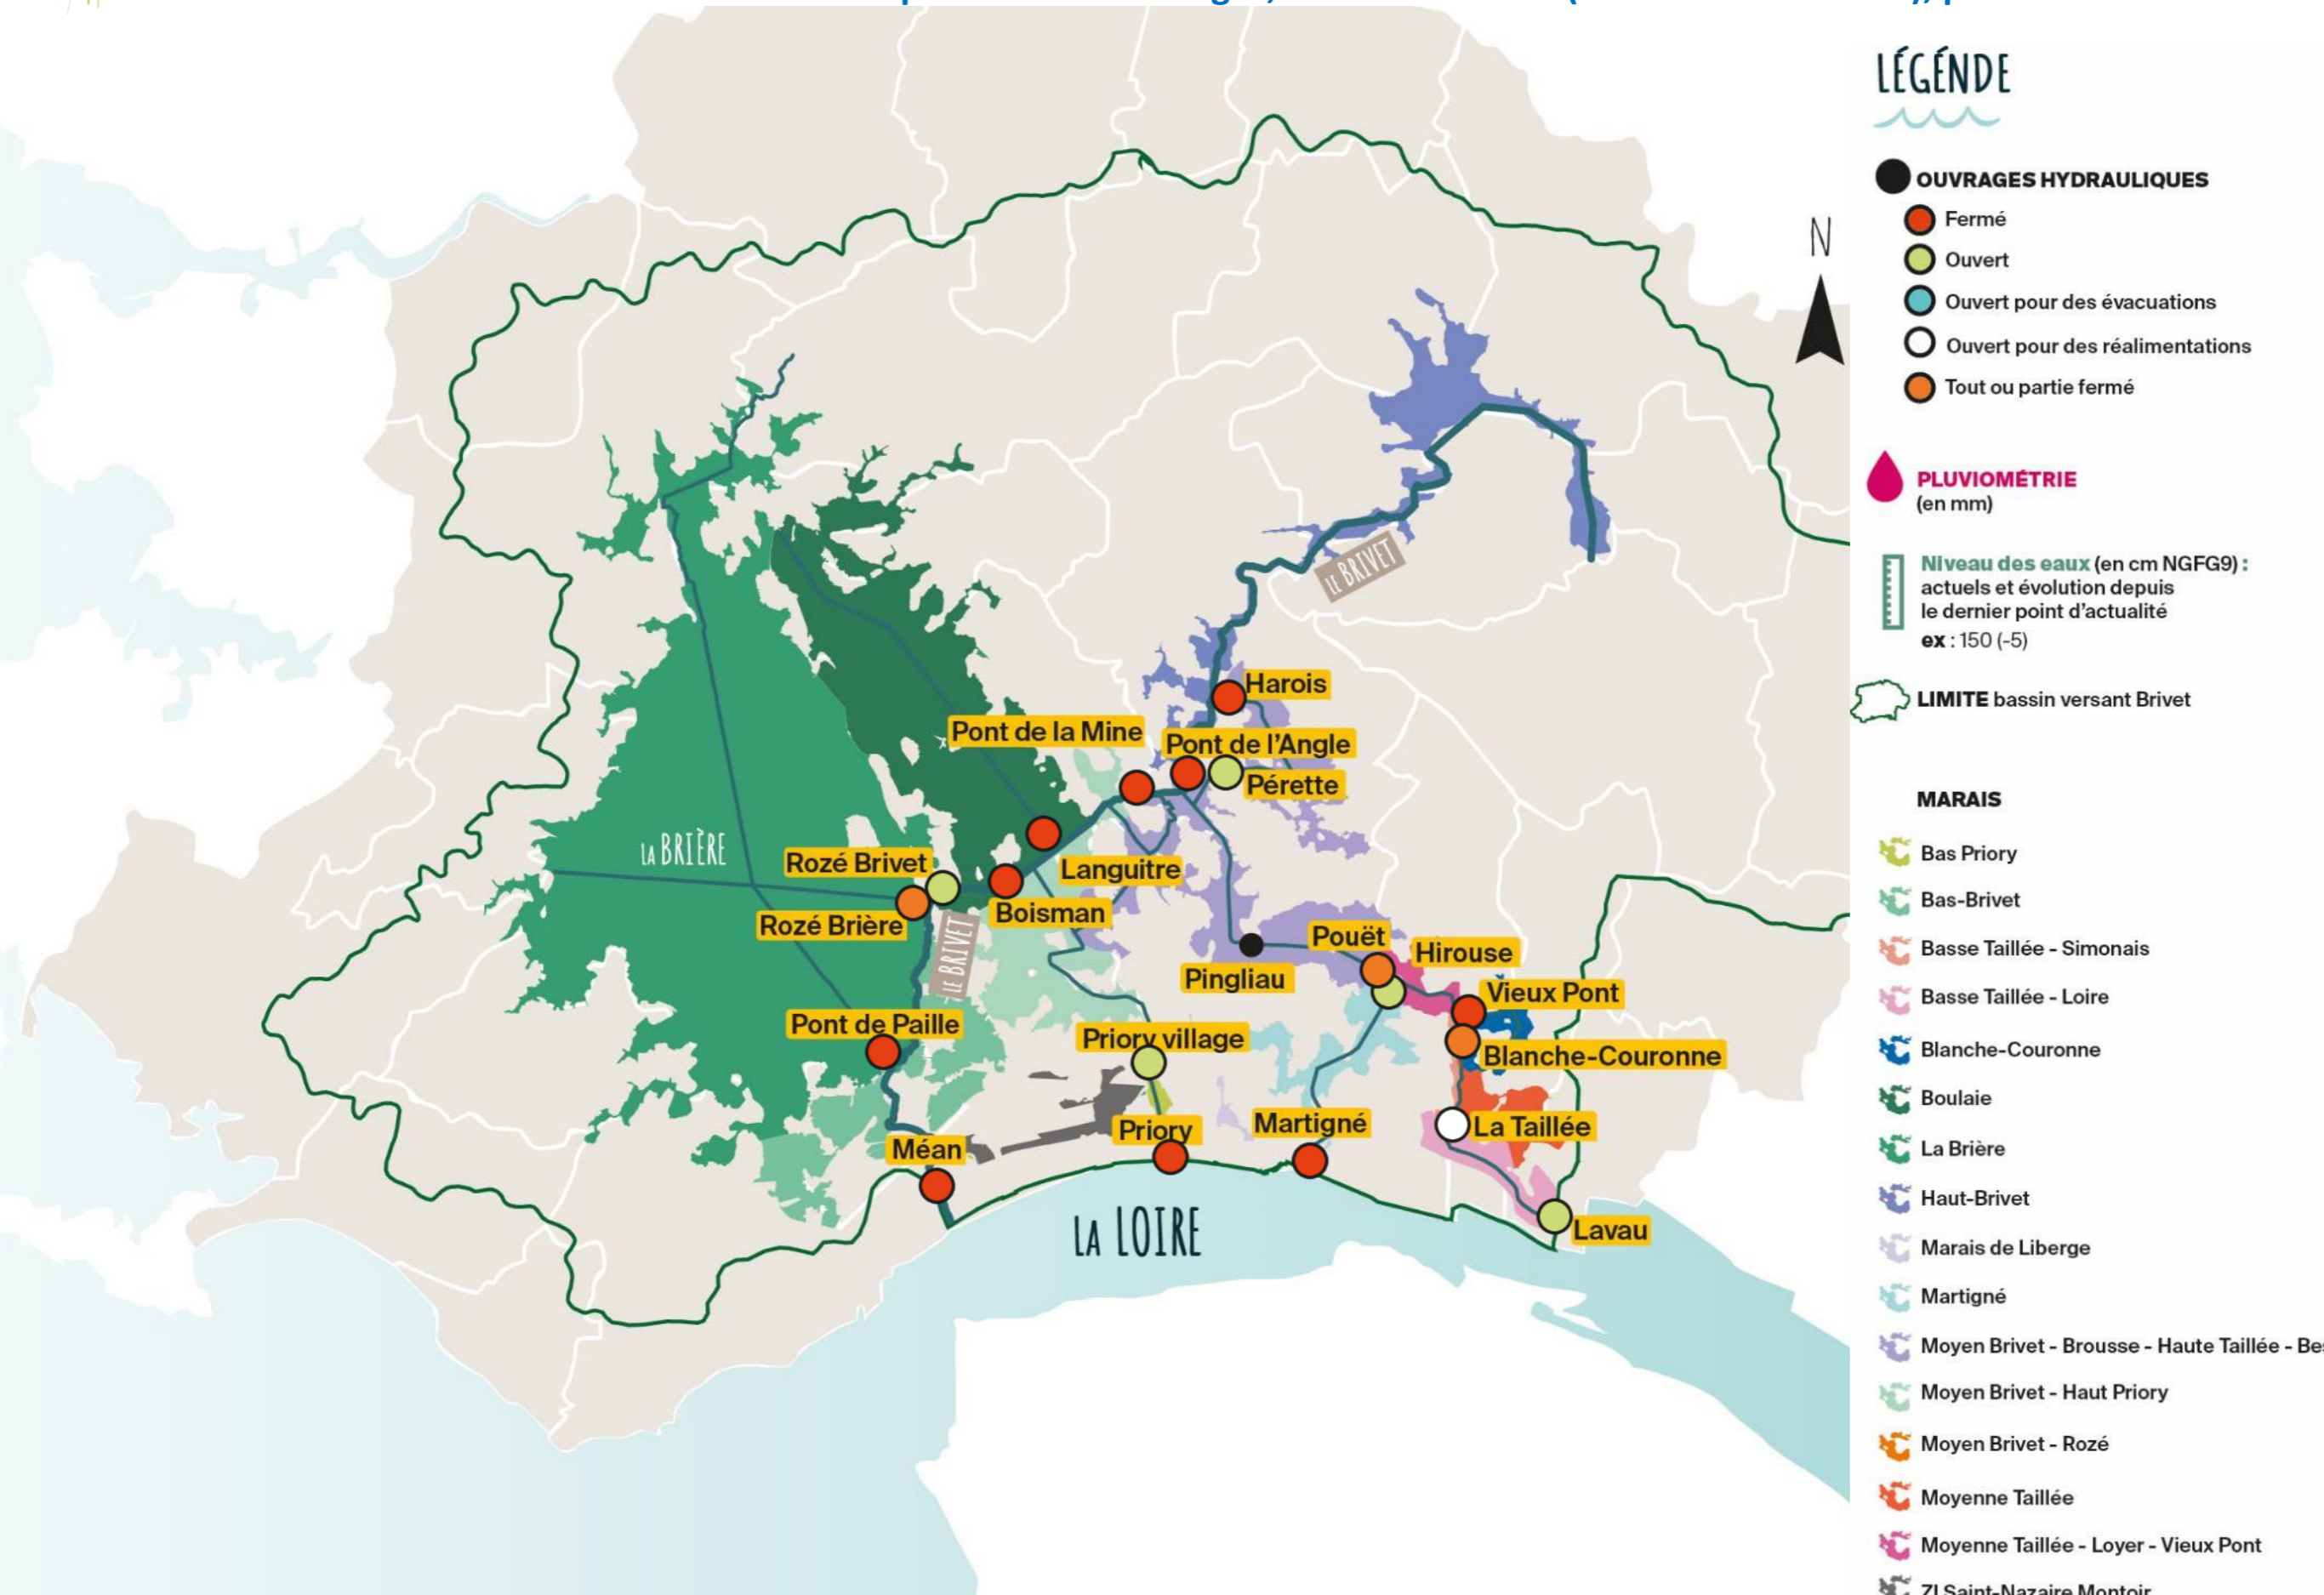 LÉGÉNDE
OUVRAGES HYDRAULIQUES
Fermé
Ouvert
Ouvert pour des évacuations
Ouvert pour des réalimentations
Tout ou partie fermé
PLUVIOMÉTRIE
(en mm)
Niveau des eaux (en cm NGFG9) :
actuels et évolution depuis
le dernier point d'actualité
ex : 150 (-5)
LIMITE bassin versant Brivet
MARAIS
Bas Priory
Bas-Brivet
Basse Taillée - Simonais
Basse Taillée - Loire
Blanche-Couronne
Boulaie
La Brière
Haut-Brivet
Marais de Liberge
Martigné
Moyen Brivet - Brousse - Haute Taillée -
Moyen Brivet - Haut Priory
Moyen Brivet - Rozé
Moyenne Taillée
Moyenne Taillée - Loyer - Vieux Pont
ZI Saint-Nazaire Montoir
N
LE BRIVET
Harois
Pont de la Mine
Pont de l'Angle
Pérette
LA BRIÈRE
Rozé Brivet
Languitre
Rozé Brière
Boisman
LE BRIVET
Pouët
Hirouse
Pingliau
Vieux Pont
Pont de Paille
Priory village
Blanche-Couronne
Priory
Martigné
La Taillée
Méan
LA LOIRE
Lavau